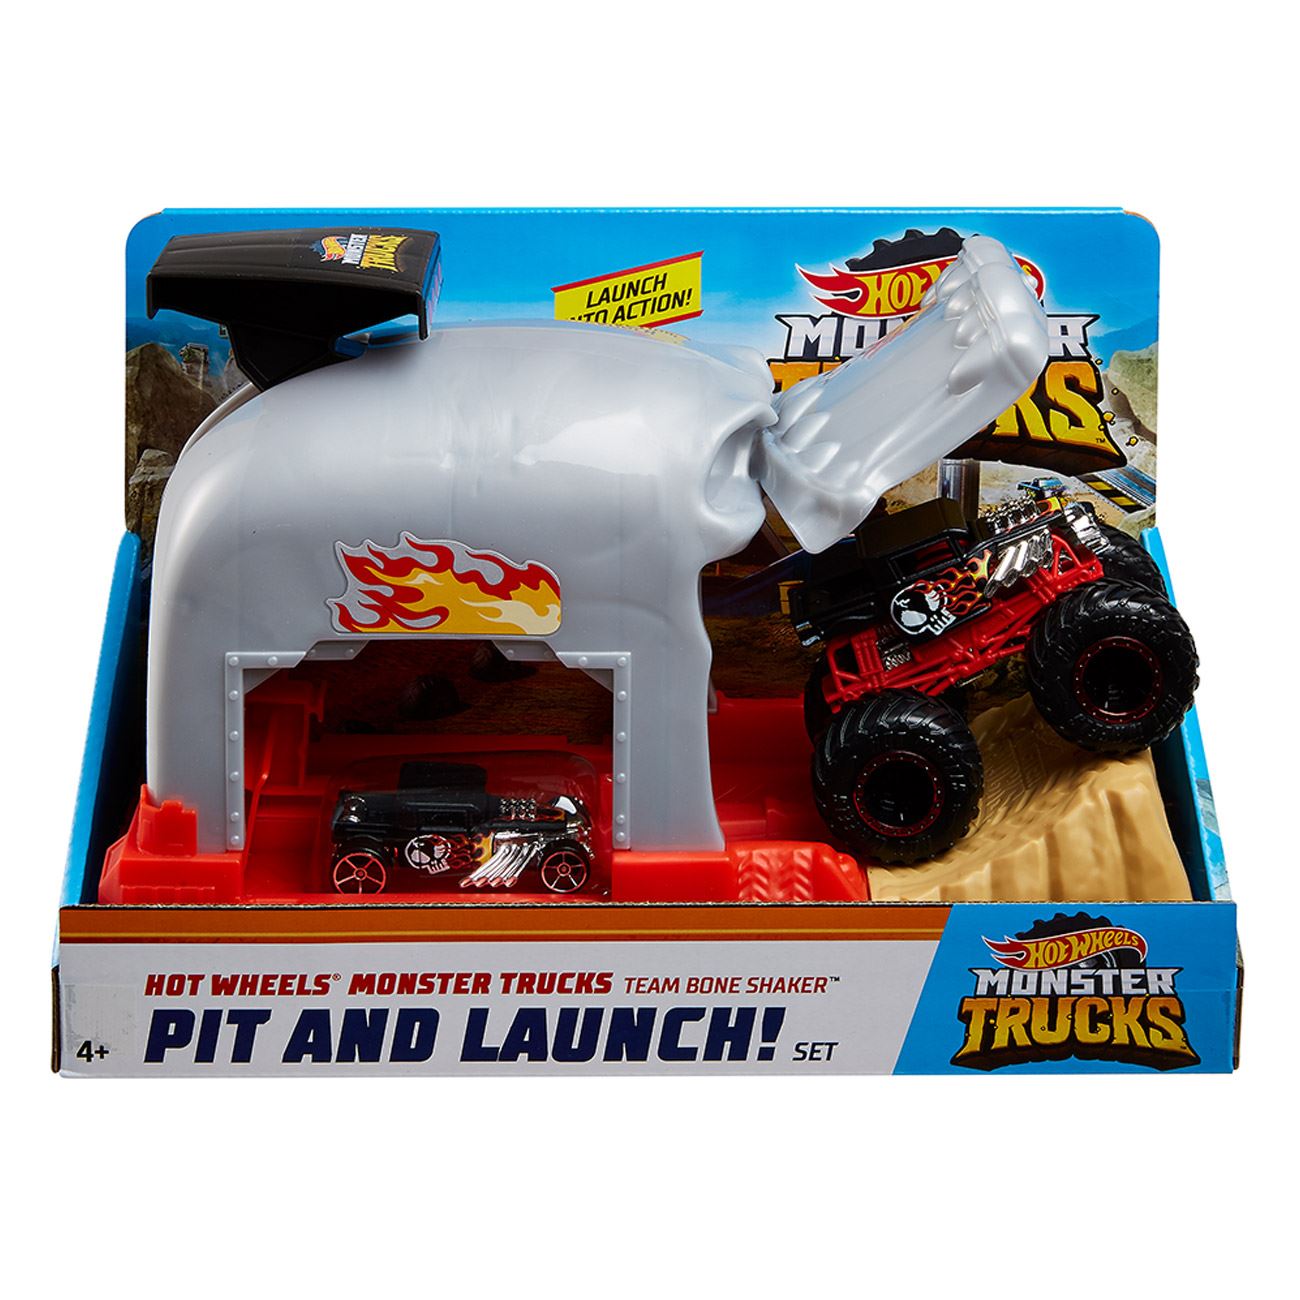 MONSTER
TRUCKS
LAUNCH
INTO ACTION!
HOT WHEELS
HOT WHEELS® MONSTER TRUCKS TEAM BONE SHAKER™
PIT AND LAUNCH! SET
4+
HOT WHEELS
MONSTER
TRUCKS